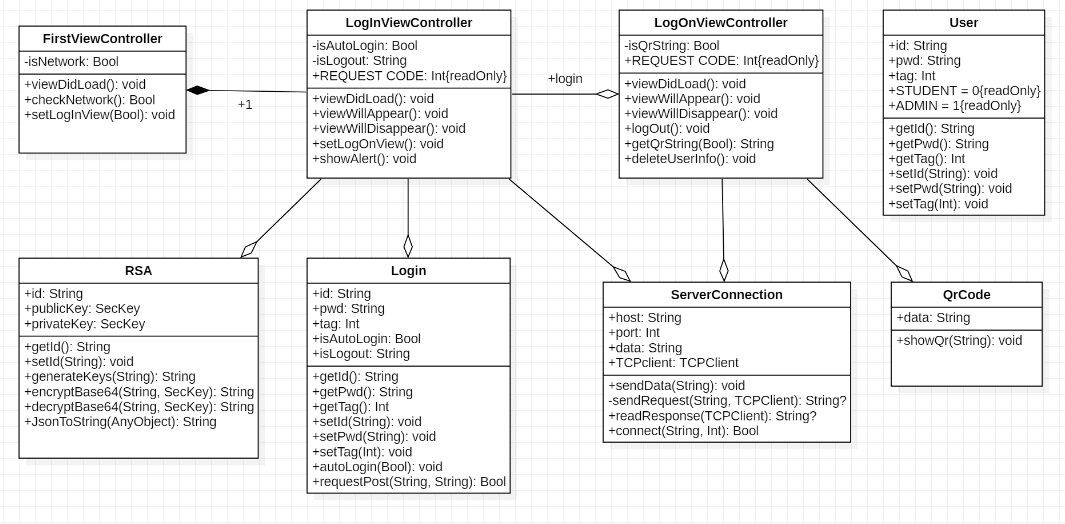 FirstViewController
-isNetwork: Bool
+viewDidLoad(): void
+checkNetwork(): Bool
+setLogInView(Bool): void
+1
LogInViewController
-isAutoLogin: Bool
-isLogout: String
+REQUEST CODE: Int{readOnly}
+viewDidLoad(): void
+viewWillAppear(): void
+viewWillDisappear(): void
+setLogOnView(): void
+showAlert(): void
+login
LogOnViewController
-isQrString: Bool
+REQUEST CODE: Int{readOnly}
+viewDidLoad(): void
+viewWillAppear(): void
+viewWillDisappear(): void
+logOut(): void
+getQrString(Bool): String
+deleteUserInfo(): void
User
+id: String
+pwd: String
+tag: Int
+STUDENT = 0{readOnly}
+ADMIN = 1{readOnly}
+getId(): String
+getPwd(): String
+getTag(): Int
+setId(String): void
+setPwd(String): void
+setTag(Int): void
RSA
+id: String
+publicKey: SecKey
+privateKey: SecKey
+getId(): String
+setId(String): void
+generateKeys(String): String
+encryptBase64(String, SecKey): String
+decryptBase64(String, SecKey): String
+JsonToString(AnyObject): String
Login
+id: String
+pwd: String
+tag: Int
+isAutoLogin: Bool
+isLogout: String
+getId(): String
+getPwd(): String
+getTag(): Int
+setId(String): void
+setPwd(String): void
+setTag(Int): void
+autoLogin(Bool): void
+requestPost(String, String): Bool
ServerConnection
+host: String
+port: Int
+data: String
+TCPclient: TCPClient
+sendData(String): void
-sendRequest(String, TCPClient): String?
+readResponse(TCPClient): String?
+connect(String, Int): Bool
QrCode
+data: String
+showQr(String): void